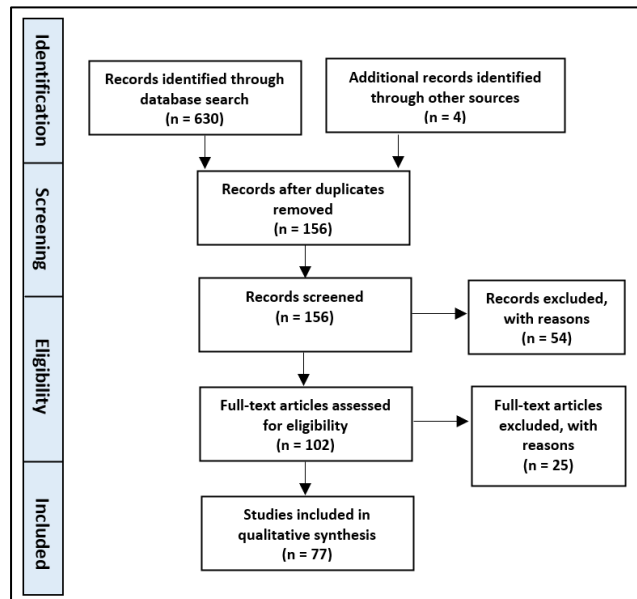 Identification
Records identified through
database search
(n = 630)
Additional records identified
through other sources
(n = 4)
Screening
Records after duplicates
removed
(n = 156)
Records screened
(n = 156)
Records excluded,
with reasons
(n = 54)
Eligibility
Full-text articles assessed
for eligibility
(n = 102)
Full-text articles
excluded, with
reasons
(n = 25)
Included
Studies included in
qualitative synthesis
(n = 77)